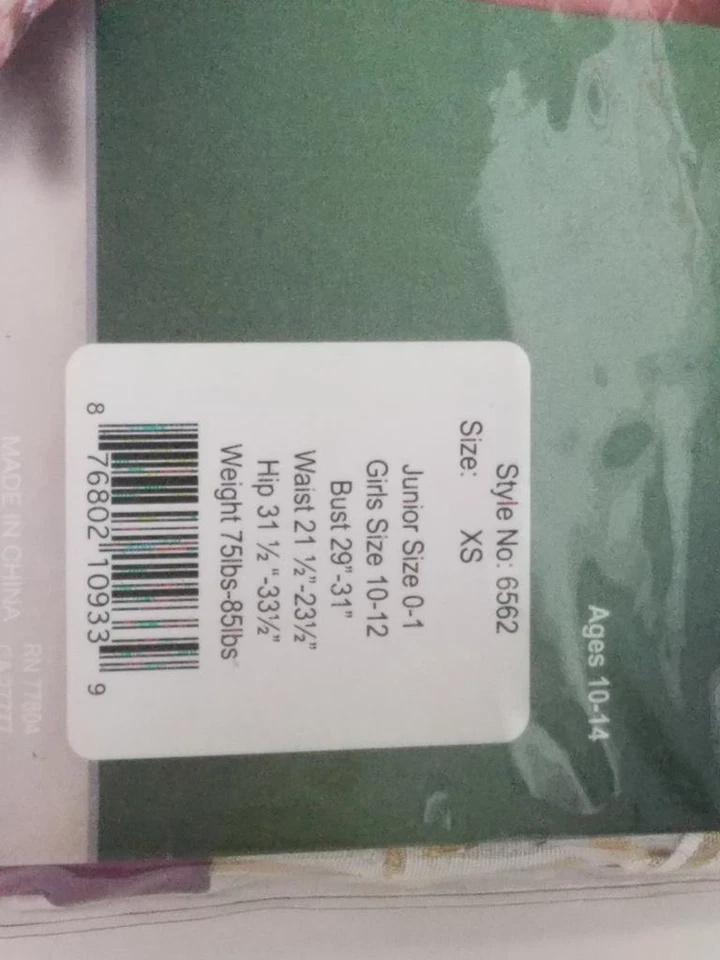 Ages 10-14
Style No: 6562
Size: XS
Junior Size 0-1
Girls Size 10-12
Bust 29"-31"
Waist 21 ½"-23½"
Hip 31 ½ "-33½"
Weight 75lbs-85lbs
8 76802 10933 9
RN 77804
MADE IN CHINA